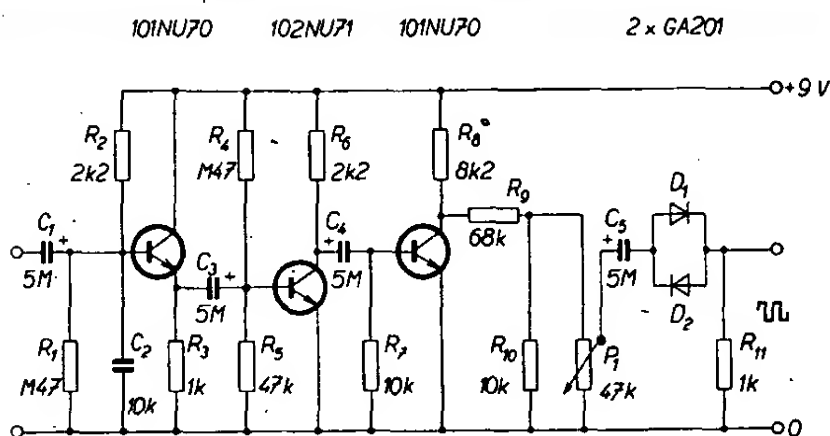 101NU70 102NU71 101NU70 2 x GA201
+9 V
R2 2k2
R4 M47
R6 2k2
R8 8k2
R9 68k
D1
C1 + 5M
C3 + 5M
C4 + 5M
C5 + 5M
D2
R1 M47
C2 10k
R3 1k
R5 47k
R7 10k
R10 10k
P1 47k
R11 1k
0